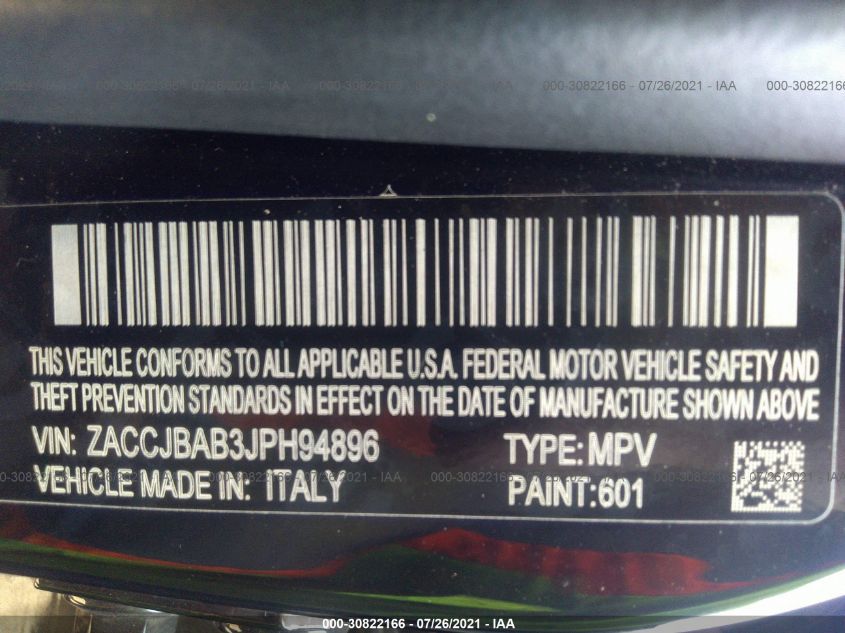 000-30822166 - 07/26/2021 - IAA
000-30822166
THIS VEHICLE CONFORMS TO ALL APPLICABLE U.S.A. FEDERAL MOTOR VEHICLE SAFETY AND
THEFT PREVENTION STANDARDS IN EFFECT ON THE DATE OF MANUFACTURE SHOWN ABOVE
VIN: ZACCJBAB3JPH94896 TYPE: MPV
VEHICLE MADE IN: ITALY PAINT:601
000-30822166 - 07/26/2021 - IAA